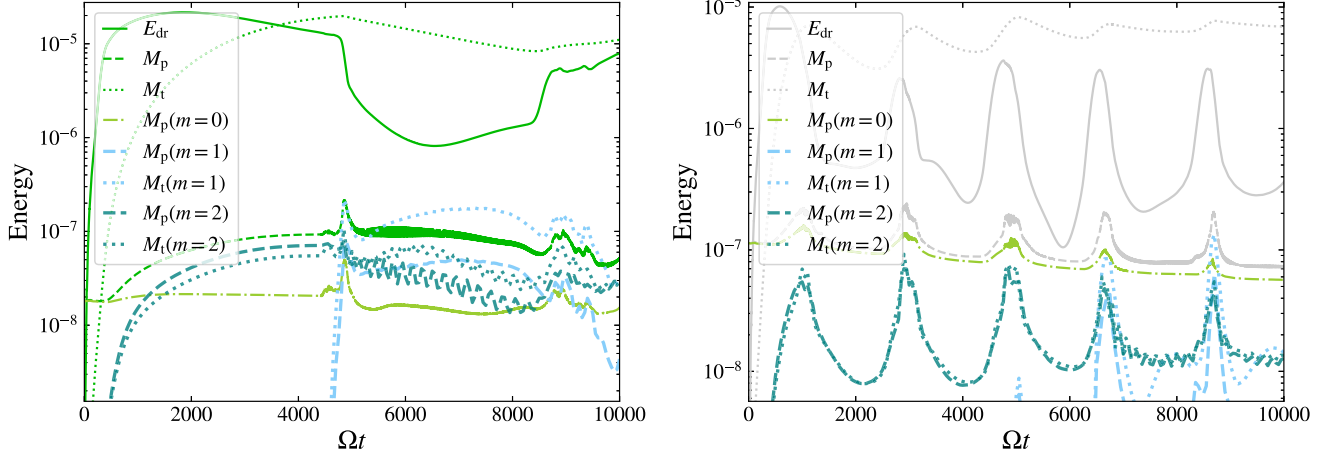 Energy
10⁻⁵
10⁻⁶
10⁻⁷
10⁻⁸
E_dr
M_p
M_t
M_p(m=0)
M_p(m=1)
M_t(m=1)
M_p(m=2)
M_t(m=2)
0 2000 4000 6000 8000 10000
Ωt
Energy
10⁻⁵
10⁻⁶
10⁻⁷
10⁻⁸
E_dr
M_p
M_t
M_p(m=0)
M_p(m=1)
M_t(m=1)
M_p(m=2)
M_t(m=2)
0 2000 4000 6000 8000 10000
Ωt